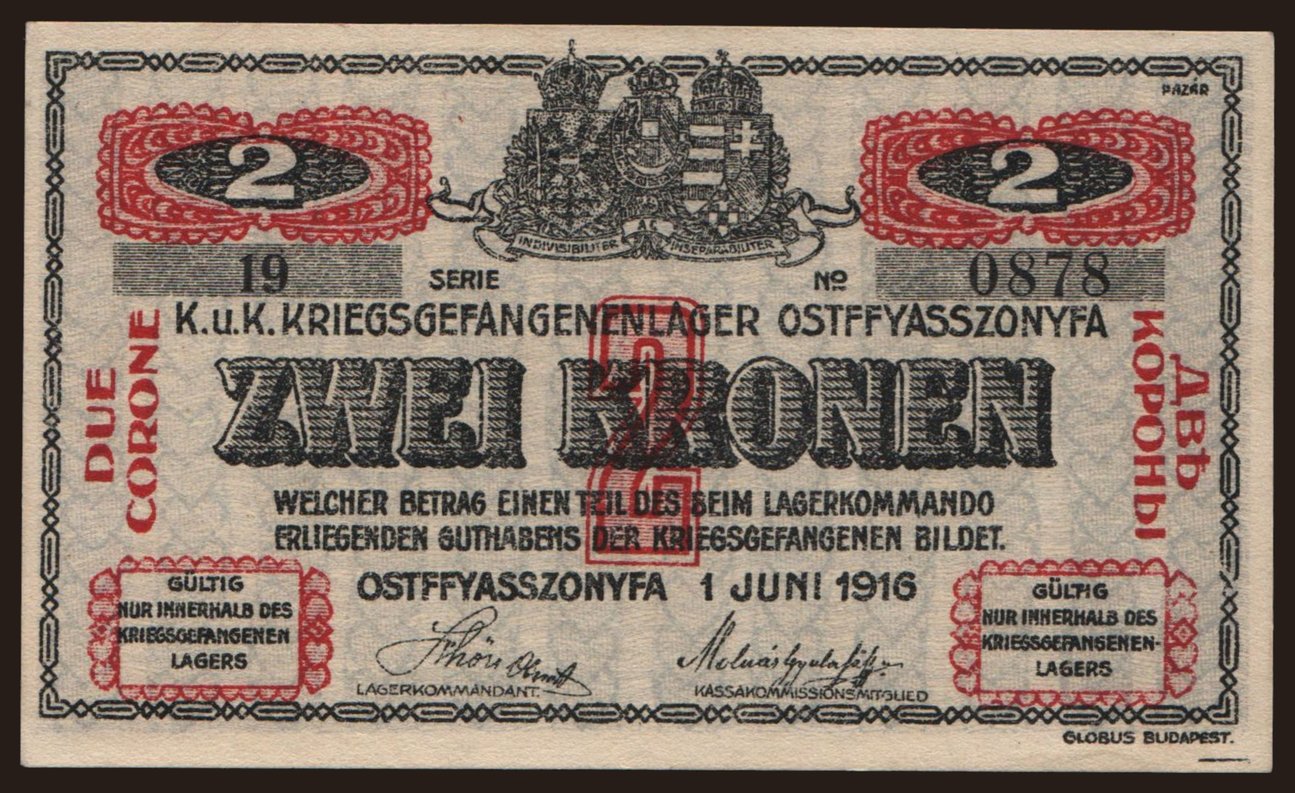 PAZÁR
2
2
INDIVISIBILITER AC INSEPARABILITER
19 SERIE No 0878
K.u.K. KRIEGSGEFANGENENLAGER OSTFFYASSZONYFA
ZWEI KRONEN
2
DUE
CORONE
ДВѢ
КОРОНЫ
WELCHER BETRAG EINEN TEIL DES BEIM LAGERKOMMANDO
ERLIEGENDEN GUTHABENS DER KRIEGSGEFANGENEN BILDET.
OSTFFYASSZONYFA 1 JUNI 1916
GÜLTIG
NUR INNERHALB DES
KRIEGSGEFANGENEN
LAGERS
GÜLTIG
NUR INNERHALB DES
KRIEGSGEFANGENEN-
LAGERS
LAGERKOMMANDANT.
KASSAKOMMISSIONSMITGLIED
GLOBUS BUDAPEST.